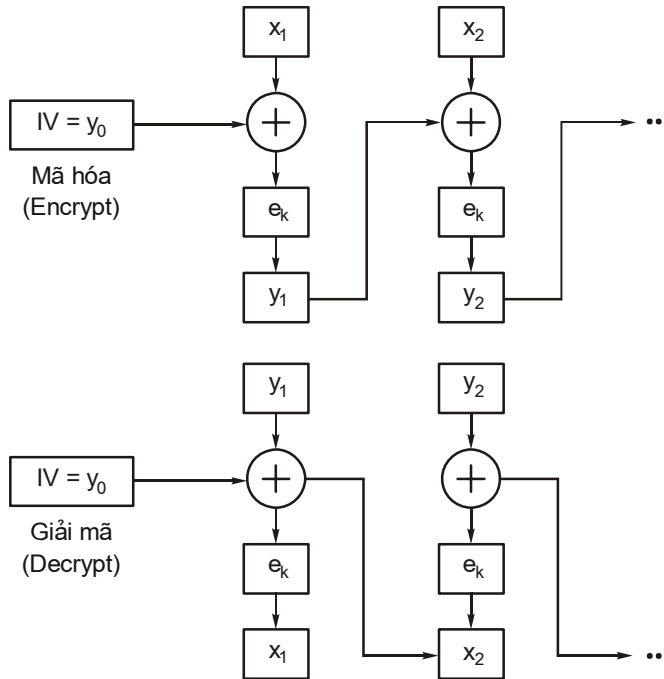 x₁ x₂
IV = y₀
Mã hóa
(Encrypt)
eₖ eₖ
y₁ y₂
y₁ y₂
IV = y₀
Giải mã
(Decrypt)
eₖ eₖ
x₁ x₂